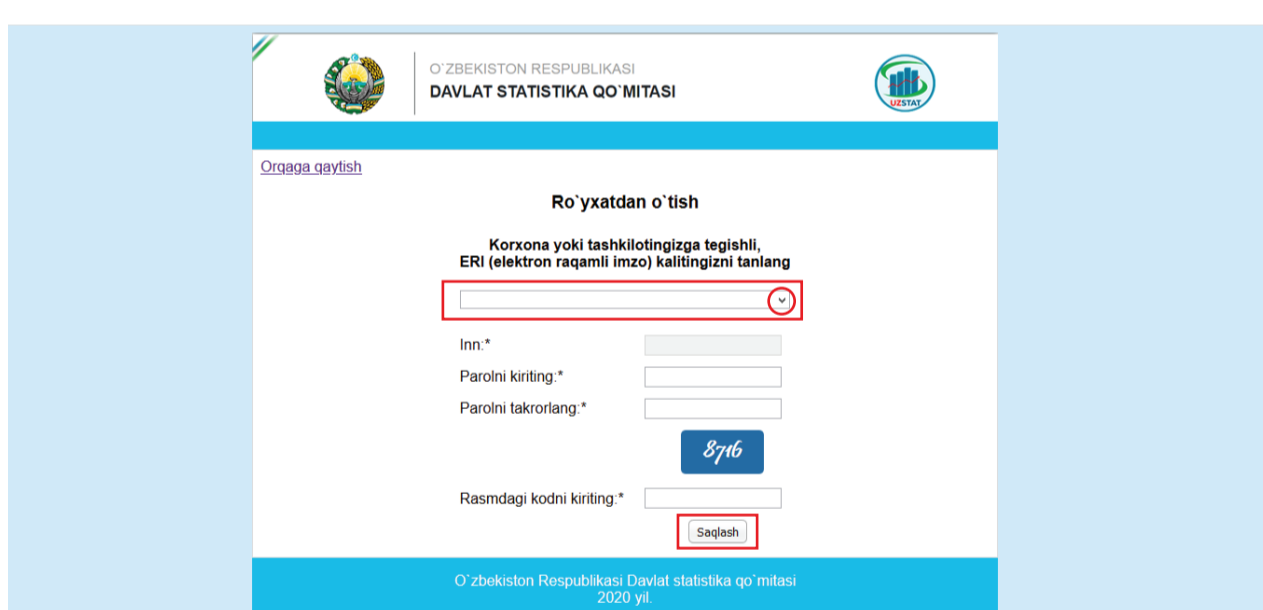 O`ZBEKISTON RESPUBLIKASI
DAVLAT STATISTIKA QO`MITASI
UZSTAT
Orqaga qaytish
Ro`yxatdan o`tish
Korxona yoki tashkilotingizga tegishli,
ERI (elektron raqamli imzo) kalitingizni tanlang
Inn:*
Parolni kiriting:*
Parolni takrorlang:*
8716
Rasmdagi kodni kiriting:*
Saqlash
O`zbekiston Respublikasi Davlat statistika qo`mitasi
2020 yil.